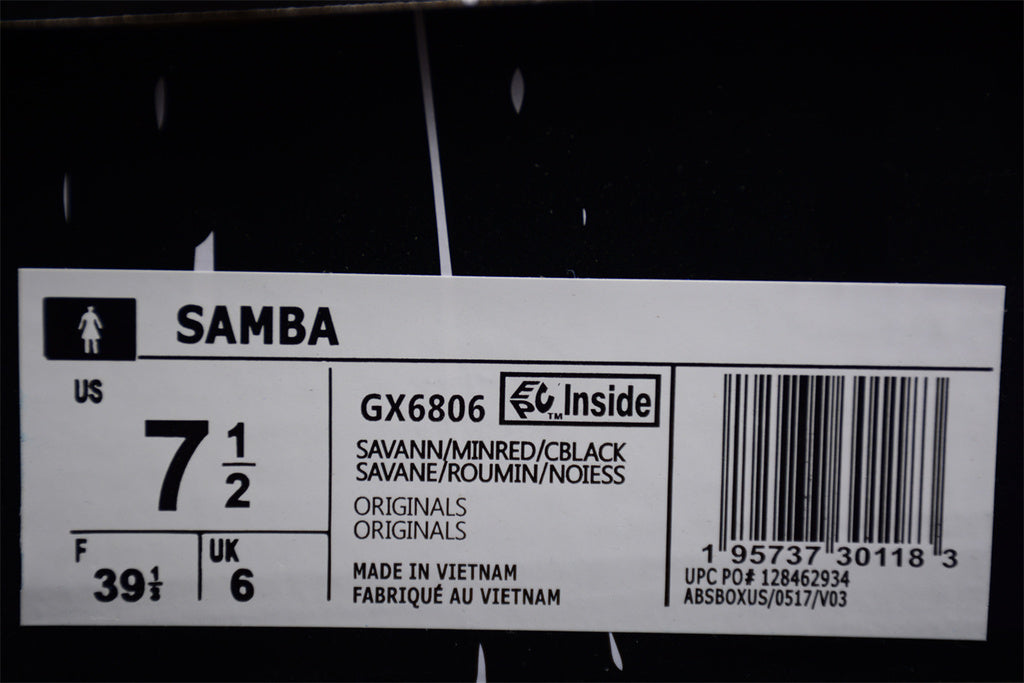 SAMBA
US
7 1/2
F
39 1/3
UK
6
GX6806
EPC™ Inside
SAVANN/MINRED/CBLACK
SAVANE/ROUMIN/NOIESS
ORIGINALS
ORIGINALS
MADE IN VIETNAM
FABRIQUÉ AU VIETNAM
1 95737 30118 3
UPC PO# 128462934
ABSBOXUS/0517/V03